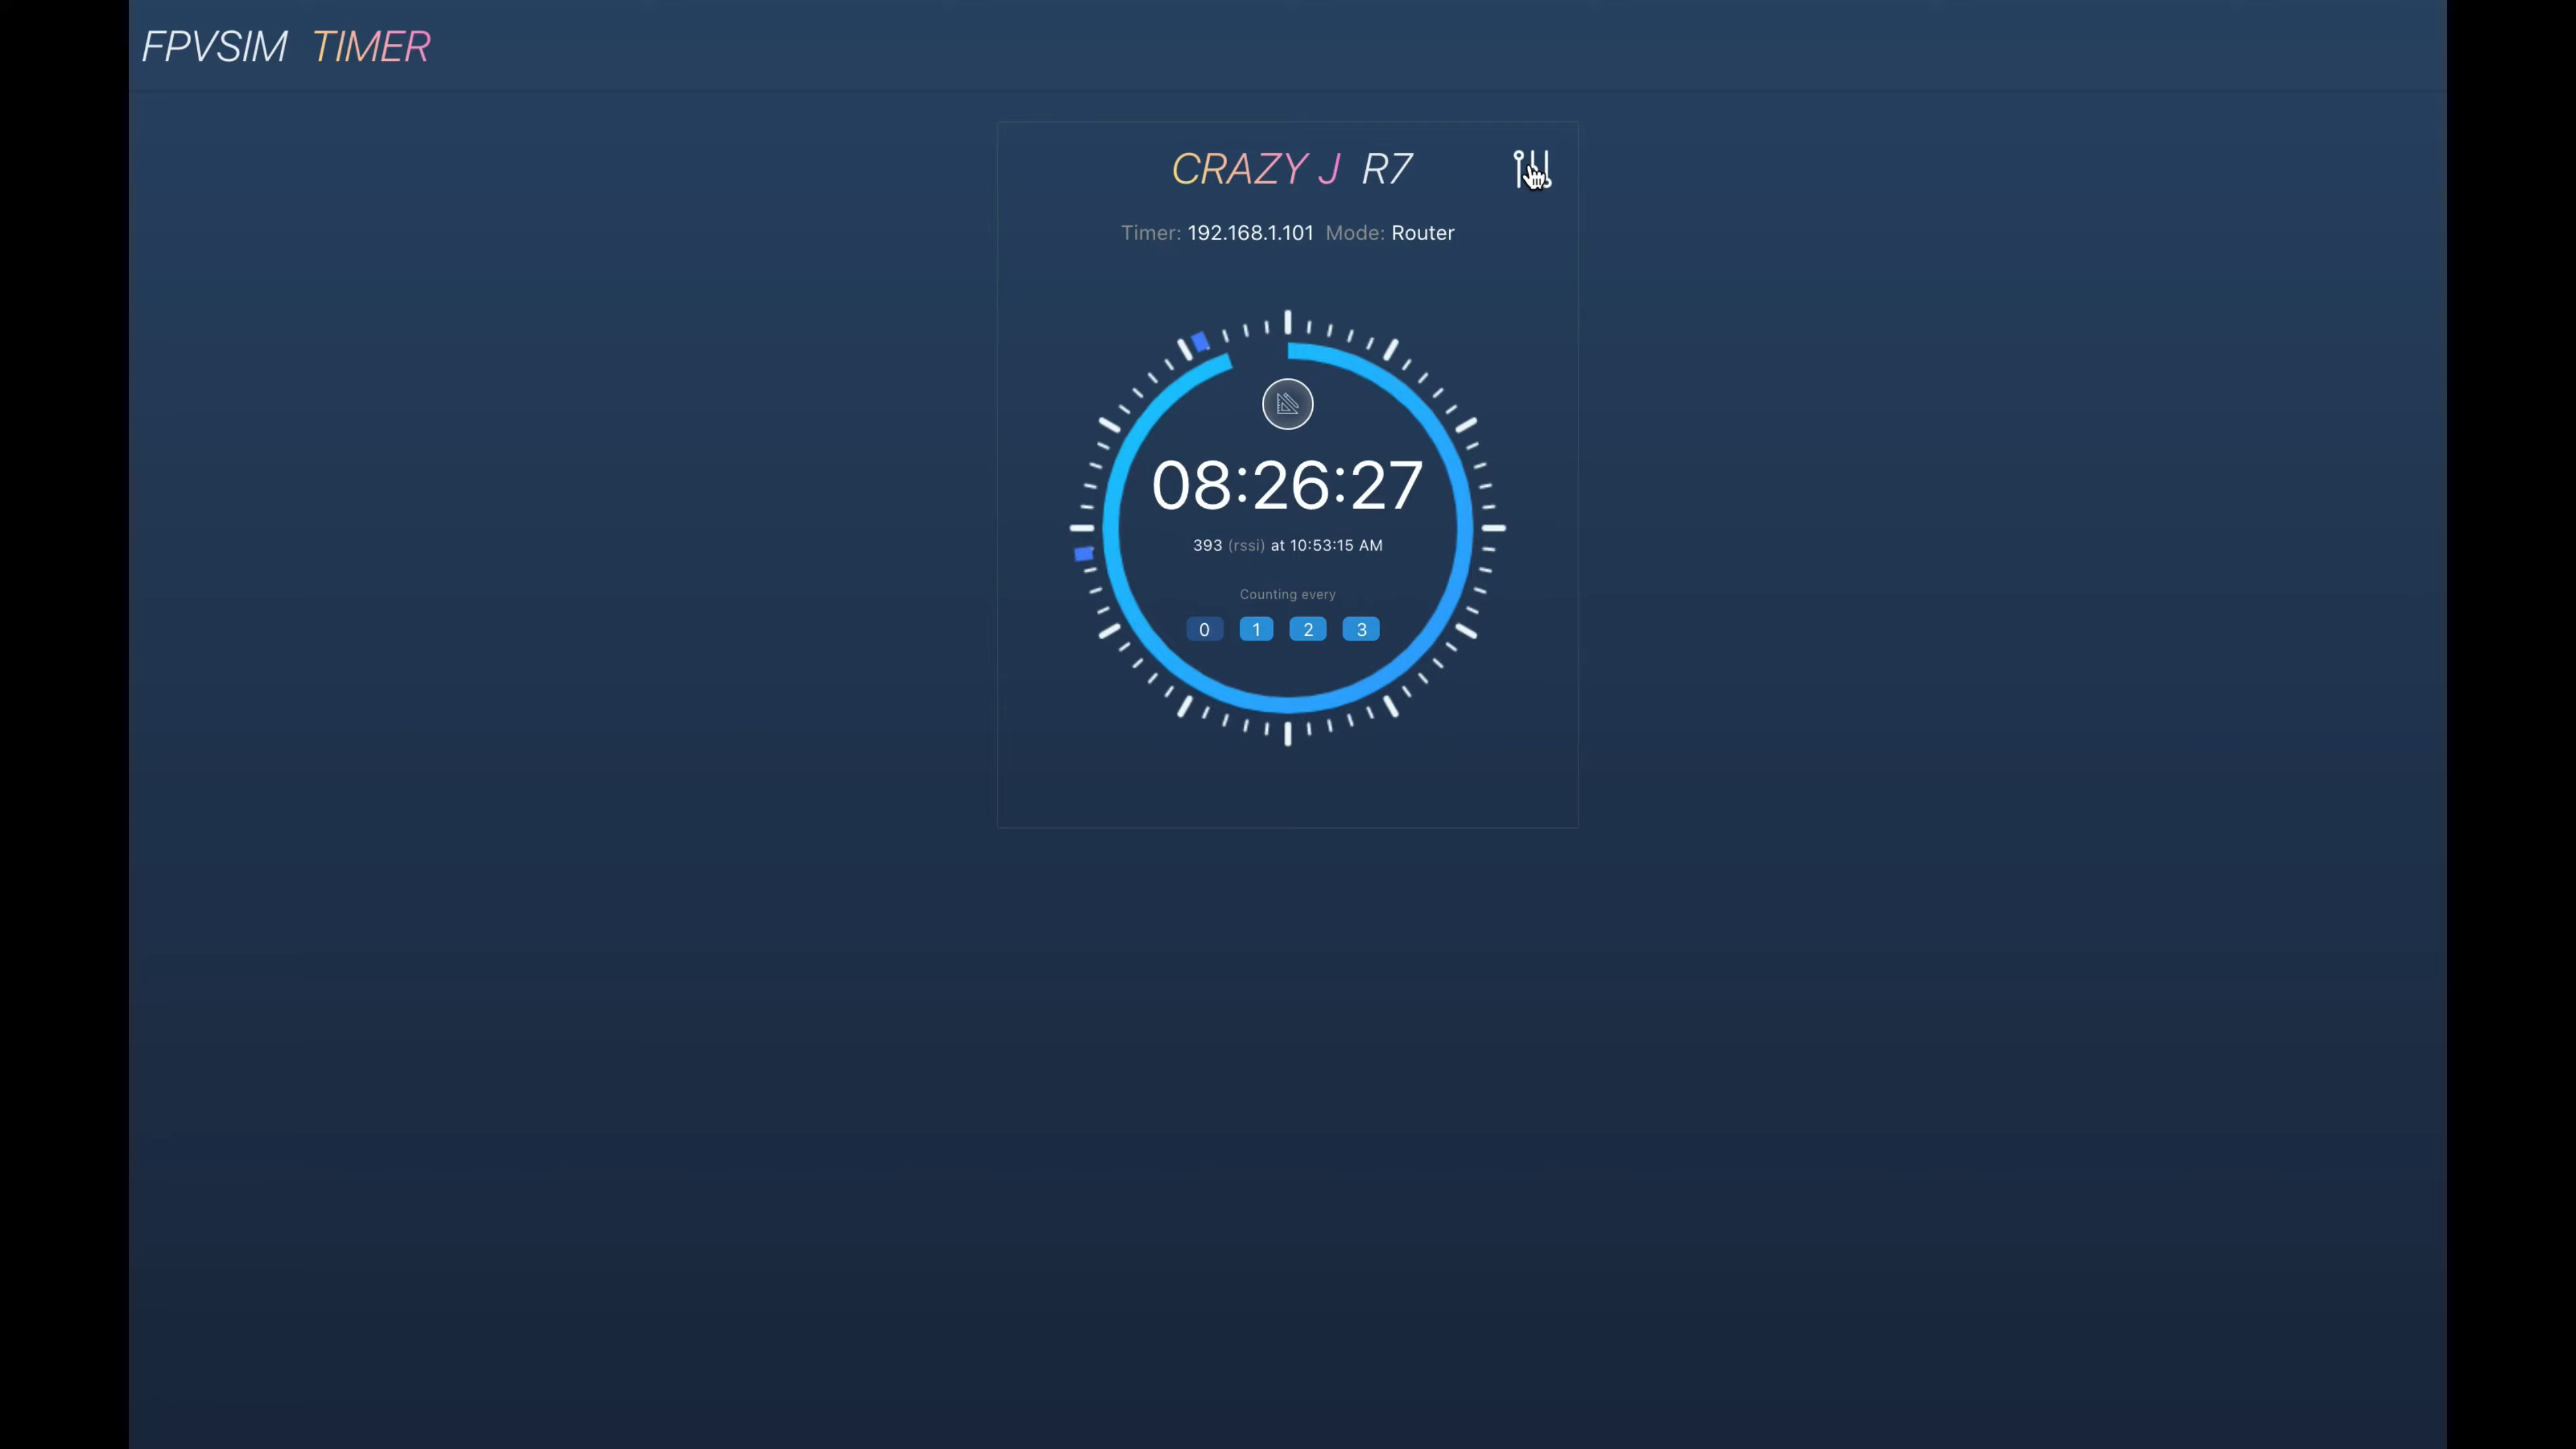 FPVSIM TIMER
CRAZY J R7
Timer: 192.168.1.101 Mode: Router
08:26:27
393 (rssi) at 10:53:15 AM
Counting every
0 1 2 3